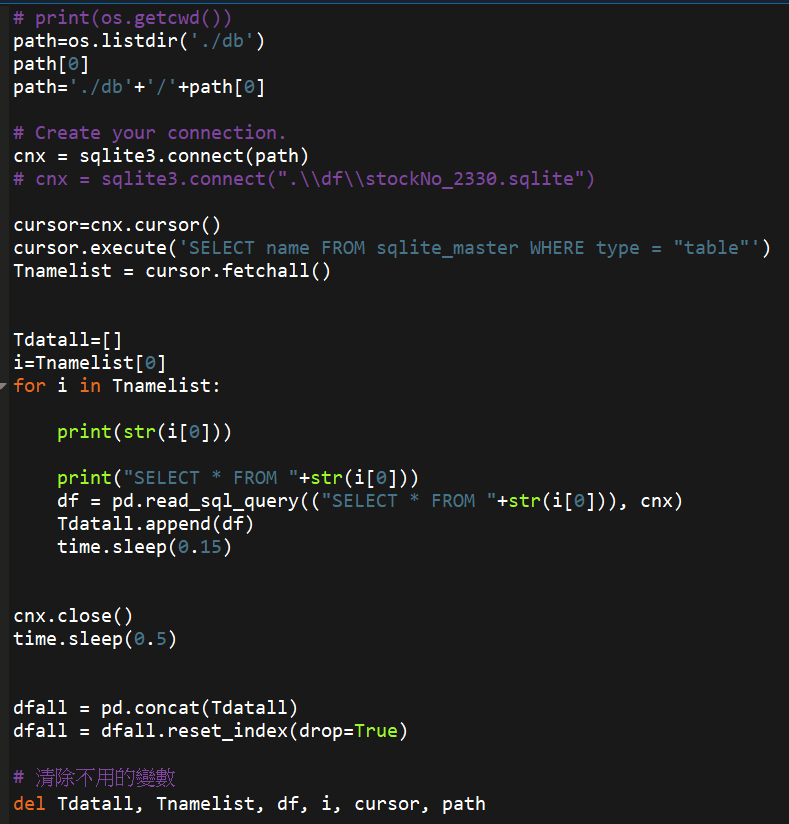 # print(os.getcwd())
path=os.listdir('./db')
path[0]
path='./db'+'/'+path[0]
# Create your connection.
cnx = sqlite3.connect(path)
# cnx = sqlite3.connect(".\\df\\stockNo_2330.sqlite")
cursor=cnx.cursor()
cursor.execute('SELECT name FROM sqlite_master WHERE type = "table"')
Tnamelist = cursor.fetchall()
Tdatall=[]
i=Tnamelist[0]
for i in Tnamelist:
    print(str(i[0]))
    print("SELECT * FROM "+str(i[0]))
    df = pd.read_sql_query(("SELECT * FROM "+str(i[0])), cnx)
    Tdatall.append(df)
    time.sleep(0.15)
cnx.close()
time.sleep(0.5)
dfall = pd.concat(Tdatall)
dfall = dfall.reset_index(drop=True)
# 清除不用的變數
del Tdatall, Tnamelist, df, i, cursor, path